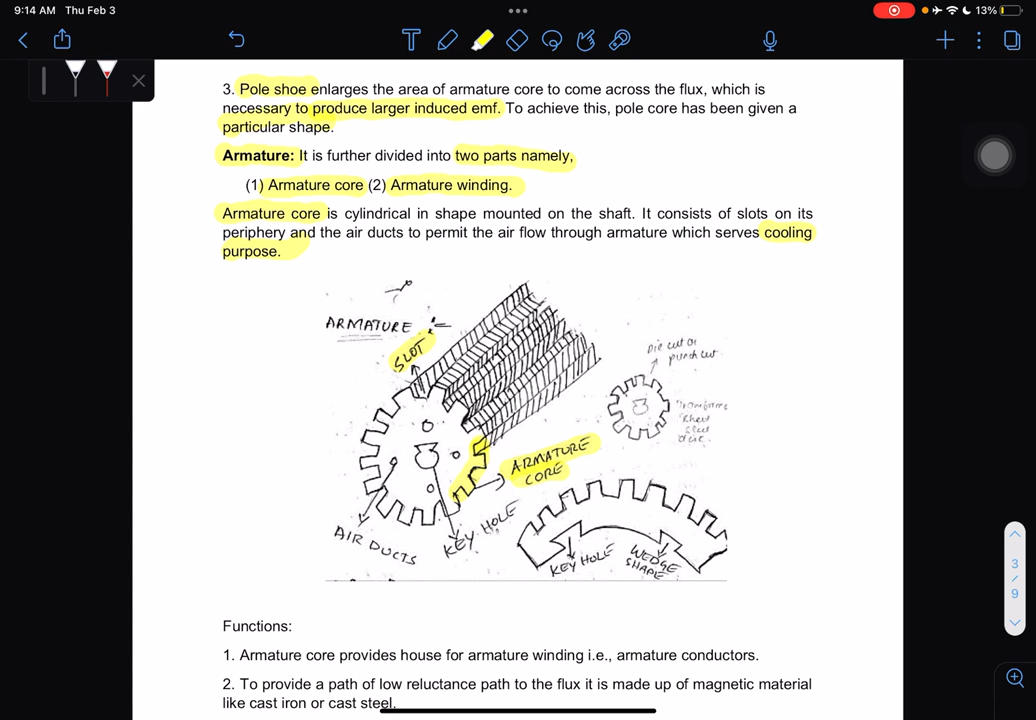 9:14 AM Thu Feb 3
13%
3. Pole shoe enlarges the area of armature core to come across the flux, which is
necessary to produce larger induced emf. To achieve this, pole core has been given a
particular shape.
Armature: It is further divided into two parts namely,
(1) Armature core (2) Armature winding.
Armature core is cylindrical in shape mounted on the shaft. It consists of slots on its
periphery and the air ducts to permit the air flow through armature which serves cooling
purpose.
ARMATURE
SLOT
Die cut or
punch cut
ARMATURE
CORE
AIR DUCTS
KEY HOLE
KEY HOLE
WEDGE
SHAPE
3
/
9
Functions:
1. Armature core provides house for armature winding i.e., armature conductors.
2. To provide a path of low reluctance path to the flux it is made up of magnetic material
like cast iron or cast steel.